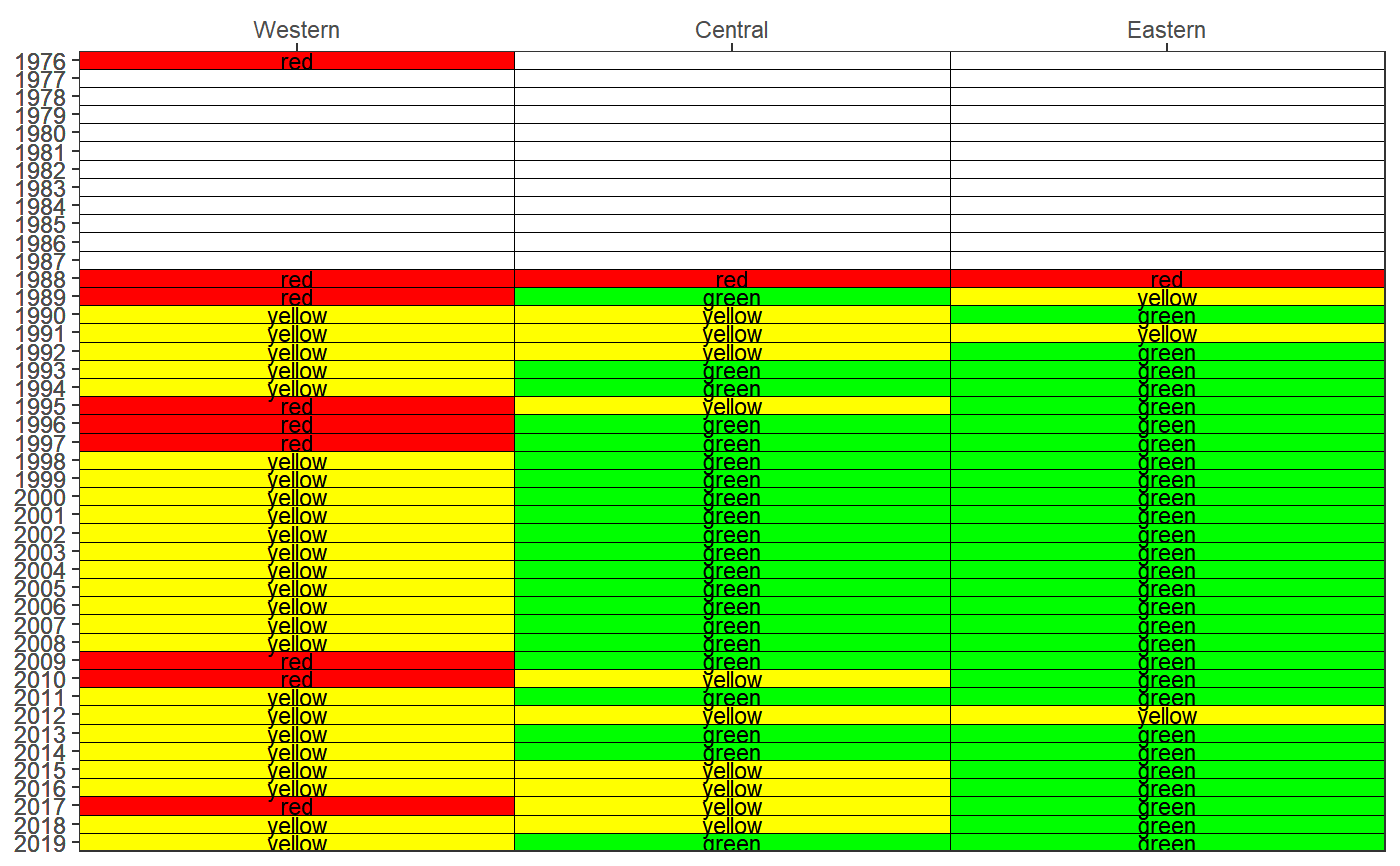 Western Central Eastern
1976 red
1977
1978
1979
1980
1981
1982
1983
1984
1985
1986
1987
1988 red red red
1989 red green yellow
1990 yellow yellow green
1991 yellow yellow yellow
1992 yellow yellow green
1993 yellow green green
1994 yellow green green
1995 red yellow green
1996 red green green
1997 red green green
1998 yellow green green
1999 yellow green green
2000 yellow green green
2001 yellow green green
2002 yellow green green
2003 yellow green green
2004 yellow green green
2005 yellow green green
2006 yellow green green
2007 yellow green green
2008 yellow green green
2009 red green green
2010 red yellow green
2011 yellow green green
2012 yellow yellow yellow
2013 yellow green green
2014 yellow green green
2015 yellow yellow green
2016 yellow yellow green
2017 red yellow green
2018 yellow yellow green
2019 yellow green green